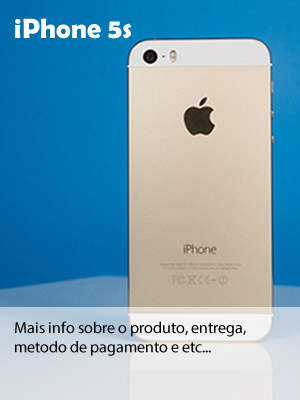 iPhone 5s
iPhone
Mais info sobre o produto, entrega,
metodo de pagamento e etc...